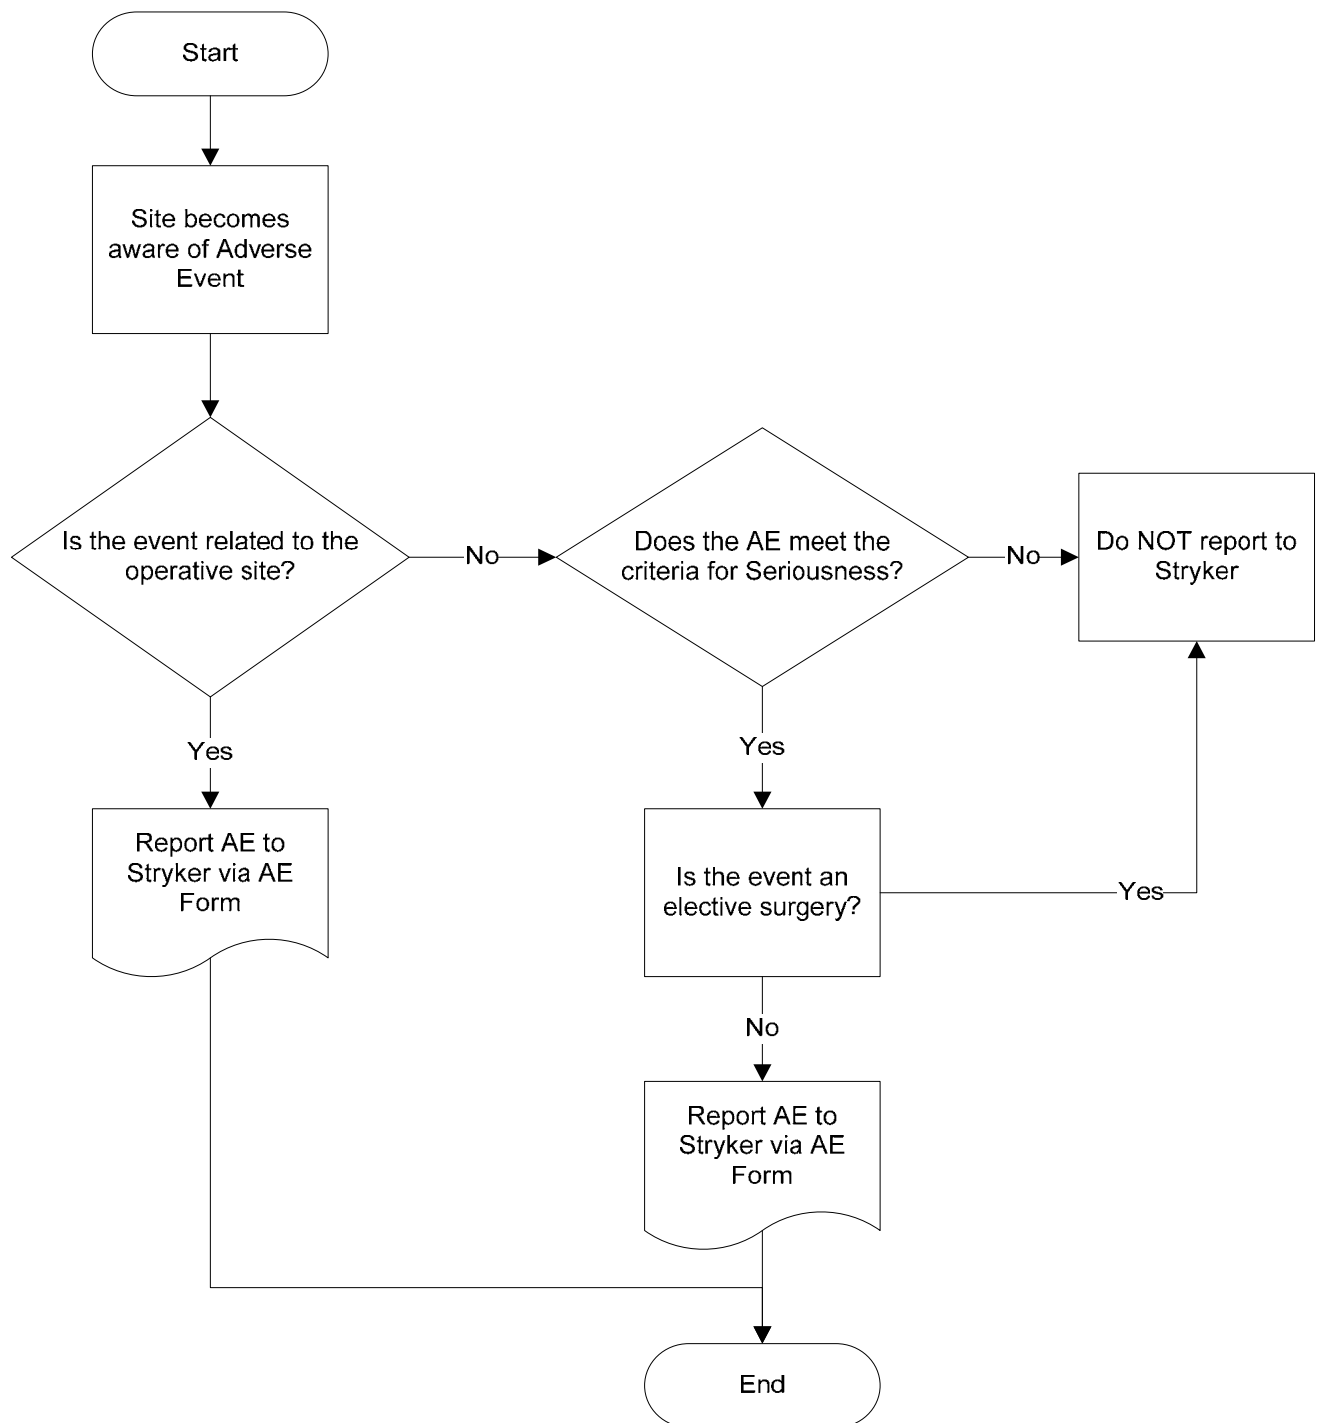 Start
Site becomes
aware of Adverse
Event
Is the event related to the
operative site?
No
Does the AE meet the
criteria for Seriousness?
No
Do NOT report to
Stryker
Yes
Yes
Report AE to
Stryker via AE
Form
Is the event an
elective surgery?
Yes
No
Report AE to
Stryker via AE
Form
End